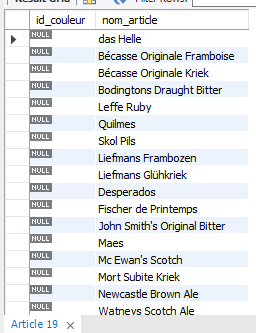 Result Grid
Filter Rows:
id_couleur nom_article
NULL das Helle
NULL Bécasse Originale Framboise
NULL Bécasse Originale Kriek
NULL Bodingtons Draught Bitter
NULL Leffe Ruby
NULL Quilmes
NULL Skol Pils
NULL Liefmans Frambozen
NULL Liefmans Glühkriek
NULL Desperados
NULL Fischer de Printemps
NULL John Smith's Original Bitter
NULL Maes
NULL Mc Ewan's Scotch
NULL Mort Subite Kriek
NULL Newcastle Brown Ale
NULL Watneys Scotch Ale
Article 19 ×